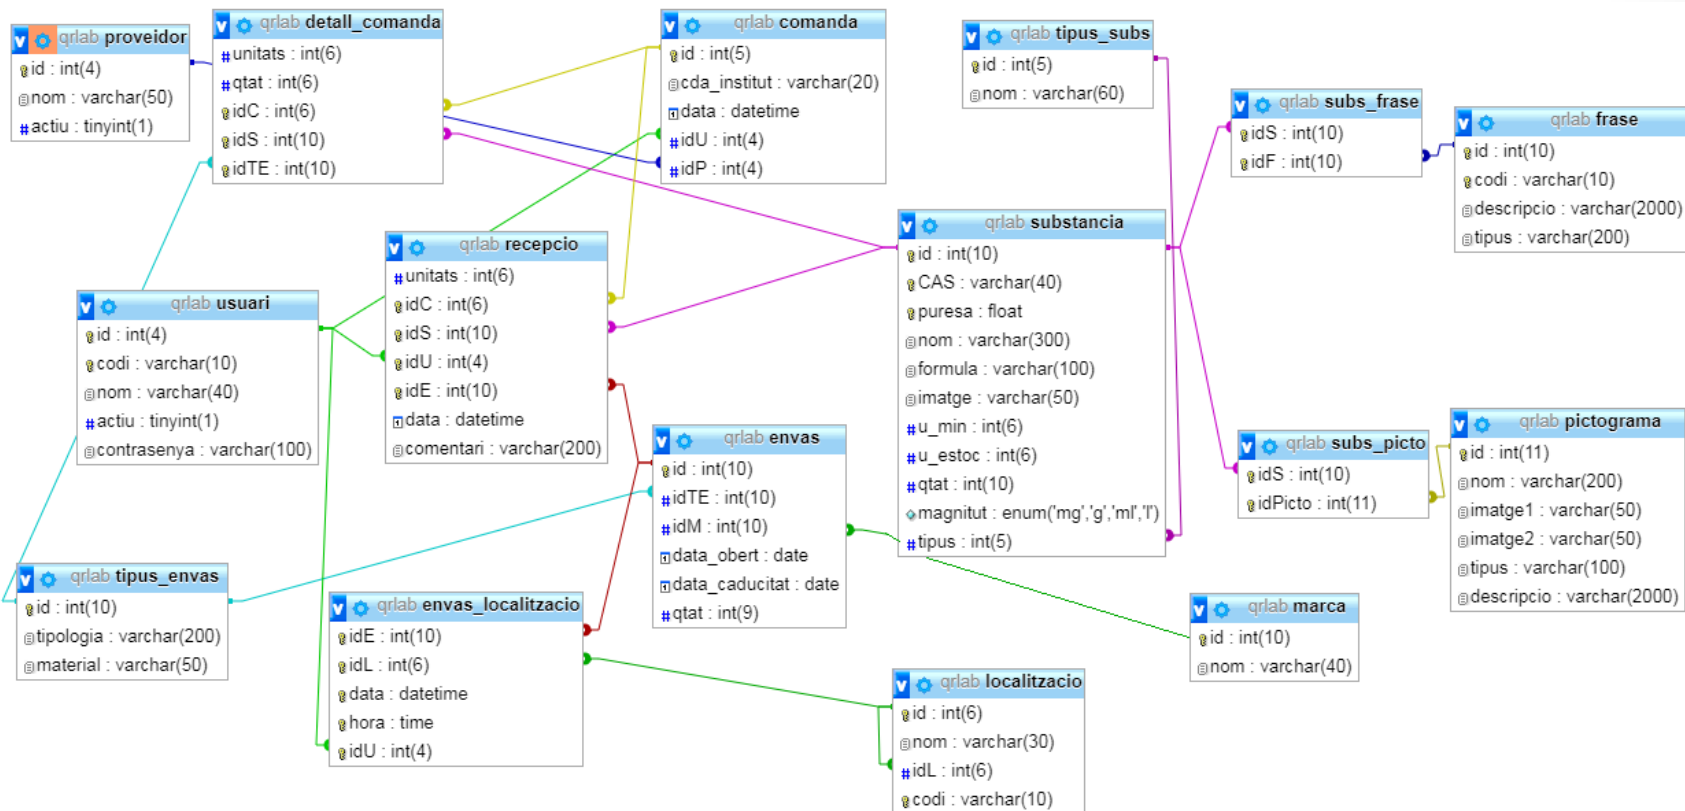 qrlab proveidor
id : int(4)
nom : varchar(50)
actiu : tinyint(1)
qrlab detall_comanda
unitats : int(6)
qtat : int(6)
idC : int(6)
idS : int(10)
idTE : int(10)
qrlab comanda
id : int(5)
cda_institut : varchar(20)
data : datetime
idU : int(4)
idP : int(4)
qrlab tipus_subs
id : int(5)
nom : varchar(60)
qrlab subs_frase
idS : int(10)
idF : int(10)
qrlab frase
id : int(10)
codi : varchar(10)
descripcio : varchar(2000)
tipus : varchar(200)
qrlab usuari
id : int(4)
codi : varchar(10)
nom : varchar(40)
actiu : tinyint(1)
contrasenya : varchar(100)
qrlab recepcio
unitats : int(6)
idC : int(6)
idS : int(10)
idU : int(4)
idE : int(10)
data : datetime
comentari : varchar(200)
qrlab substancia
id : int(10)
CAS : varchar(40)
puresa : float
nom : varchar(300)
formula : varchar(100)
imatge : varchar(50)
u_min : int(6)
u_estoc : int(6)
qtat : int(10)
magnitut : enum('mg','g','ml','l')
tipus : int(5)
qrlab envas
id : int(10)
idTE : int(10)
idM : int(10)
data_obert : date
data_caducitat : date
qtat : int(9)
qrlab subs_picto
idS : int(10)
idPicto : int(11)
qrlab pictograma
id : int(11)
nom : varchar(200)
imatge1 : varchar(50)
imatge2 : varchar(50)
tipus : varchar(100)
descripcio : varchar(2000)
qrlab tipus_envas
id : int(10)
tipologia : varchar(200)
material : varchar(50)
qrlab envas_localitzacio
idE : int(10)
idL : int(6)
data : datetime
hora : time
idU : int(4)
qrlab marca
id : int(10)
nom : varchar(40)
qrlab localitzacio
id : int(6)
nom : varchar(30)
idL : int(6)
codi : varchar(10)